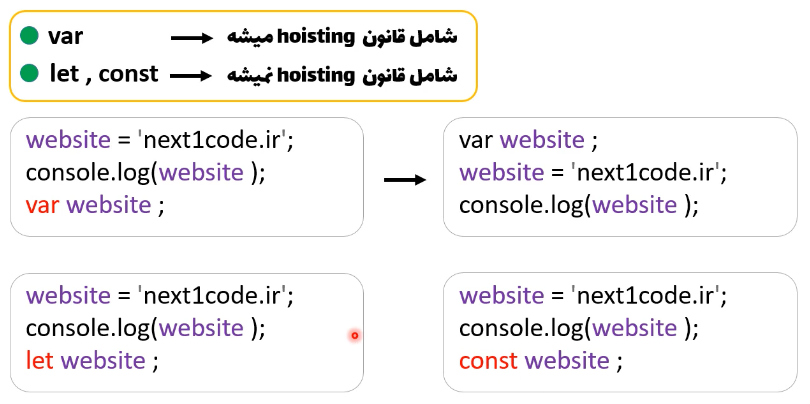 var → شامل قانون hoisting میشه
let , const → شامل قانون hoisting نمیشه
website = 'next1code.ir';
console.log(website );
var website ;
→
var website ;
website = 'next1code.ir';
console.log(website );
website = 'next1code.ir';
console.log(website );
let website ;
website = 'next1code.ir';
console.log(website );
const website ;